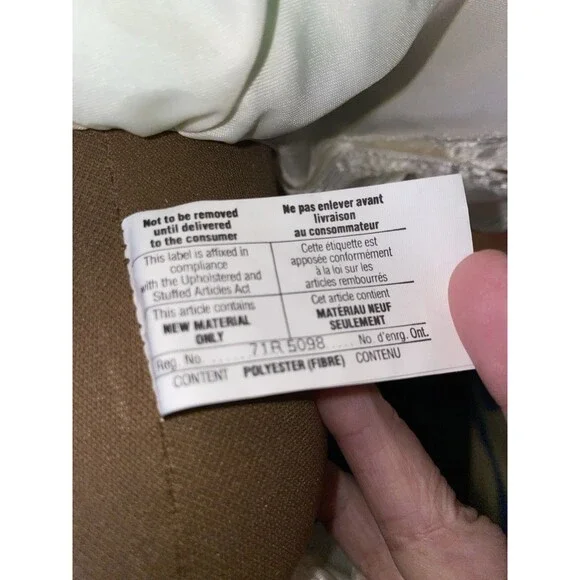 Not to be removed
until delivered
to the consumer
Ne pas enlever avant
livraison
au consommateur
This label is affixed in
compliance
with the Upholstered and
Stuffed Articles Act
Cette étiquette est
apposée conformément
à la loi sur les
articles rembourrés
This article contains
NEW MATERIAL
ONLY
Cet article contient
MATÉRIAU NEUF
SEULEMENT
Reg. No. ..... 71R 5098 ..... No. d'enrg. Ont.
CONTENT POLYESTER (FIBRE) CONTENU